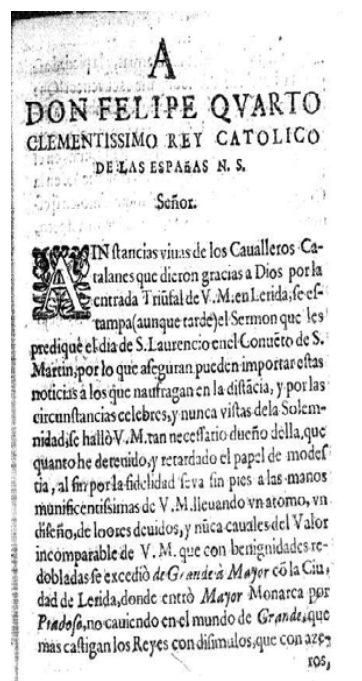 A
DON FELIPE QVARTO
CLEMENTISSIMO REY CATOLICO
DE LAS ESPAÑAS N. S.
Señor.
A INſtancias viuas de los Caualleros Ca-
talanes que dieron gracias a Dios por la
entrada Triũfal de V.M.en Lerida,ſe eſ-
tampa(aunque tarde)el Sermon que les
predique el dia de S.Laurencio en el Conuẽto de S.
Martin,por lo que aſeguran pueden importar eſtas
noticias à los que naufragan en la diſtãcia, y por las
circunſtancias celebres,y nunca viſtas dela Solem-
nidad;ſe hallò V.M.tan neceſſario dueño della,que
quanto he detenido,y retardado el papel de modeſ
tia, al fin por la fidelidad ſe va ſin pies a las manos
munificentiſsimas de V.M.lleuando vn atomo, vn
diſeño,de loores deuidos, y nũca cauales del Valor
incomparable de V. M. que con benignidades re-
dobladas ſe excediò de Grande à Mayor cõ la Ciu,
dad de Lerida,donde entrò Mayor Monarca por
Piadoſo,no cauiendo en el mundo de Grande,que
mas caſtigan los Reyes con diſimulos,que con aze-
ros,